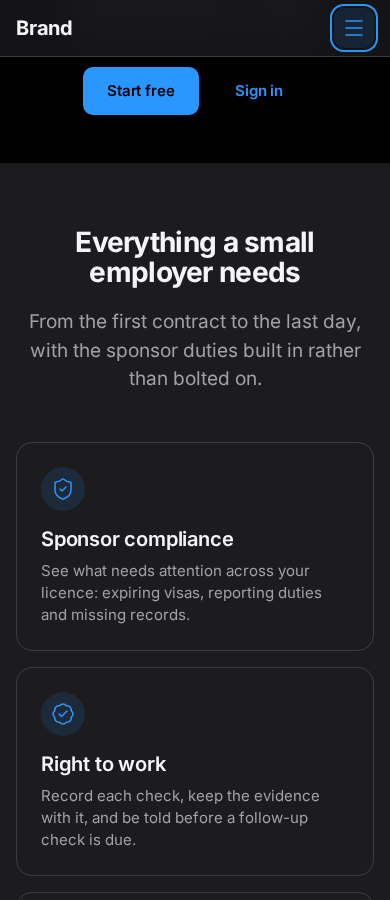 Brand
Start free
Sign in
Everything a small
employer needs
From the first contract to the last day,
with the sponsor duties built in rather
than bolted on.
Sponsor compliance
See what needs attention across your
licence: expiring visas, reporting duties
and missing records.
Right to work
Record each check, keep the evidence
with it, and be told before a follow-up
check is due.